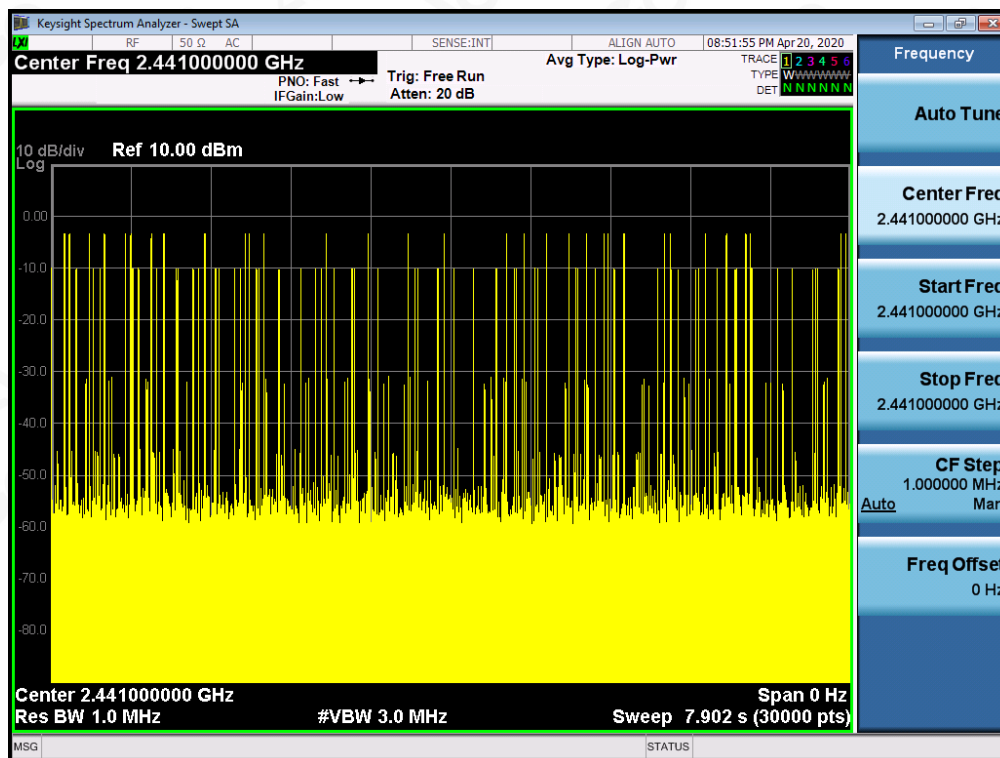 Keysight Spectrum Analyzer - Swept SA
LXI RF 50 Ω AC SENSE:INT ALIGN AUTO 08:51:55 PM Apr 20, 2020
Center Freq 2.441000000 GHz
PNO: Fast
IFGain:Low
Trig: Free Run
Atten: 20 dB
Avg Type: Log-Pwr
TRACE 1 2 3 4 5 6
TYPE WWWWWW
DET N N N N N N
10 dB/div
Log
Ref 10.00 dBm
0.00
-10.0
-20.0
-30.0
-40.0
-50.0
-60.0
-70.0
-80.0
Center 2.441000000 GHz
Span 0 Hz
Res BW 1.0 MHz
#VBW 3.0 MHz
Sweep 7.902 s (30000 pts)
MSG
STATUS
Frequency
Auto Tune
Center Freq
2.441000000 GHz
Start Freq
2.441000000 GHz
Stop Freq
2.441000000 GHz
CF Step
1.000000 MHz
Auto Man
Freq Offset
0 Hz